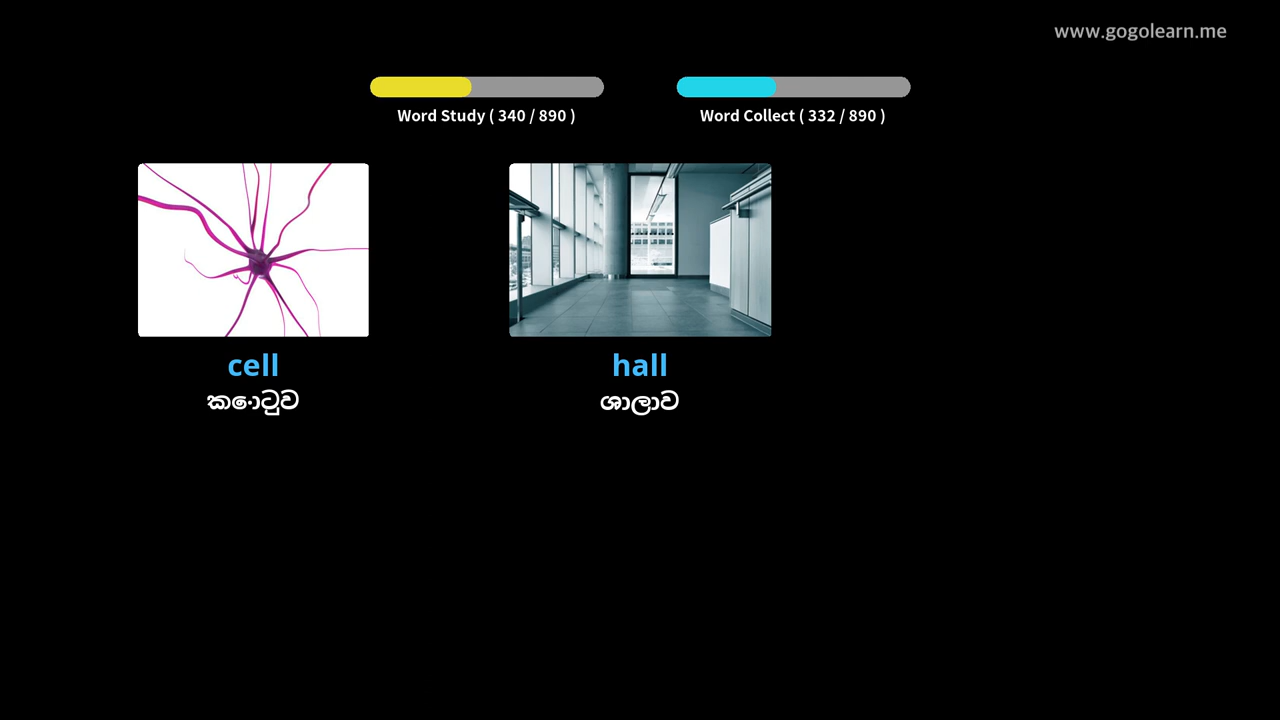 www.gogolearn.me
Word Study ( 340 / 890 )
Word Collect ( 332 / 890 )
cell
කොටුව
hall
ශාලාව